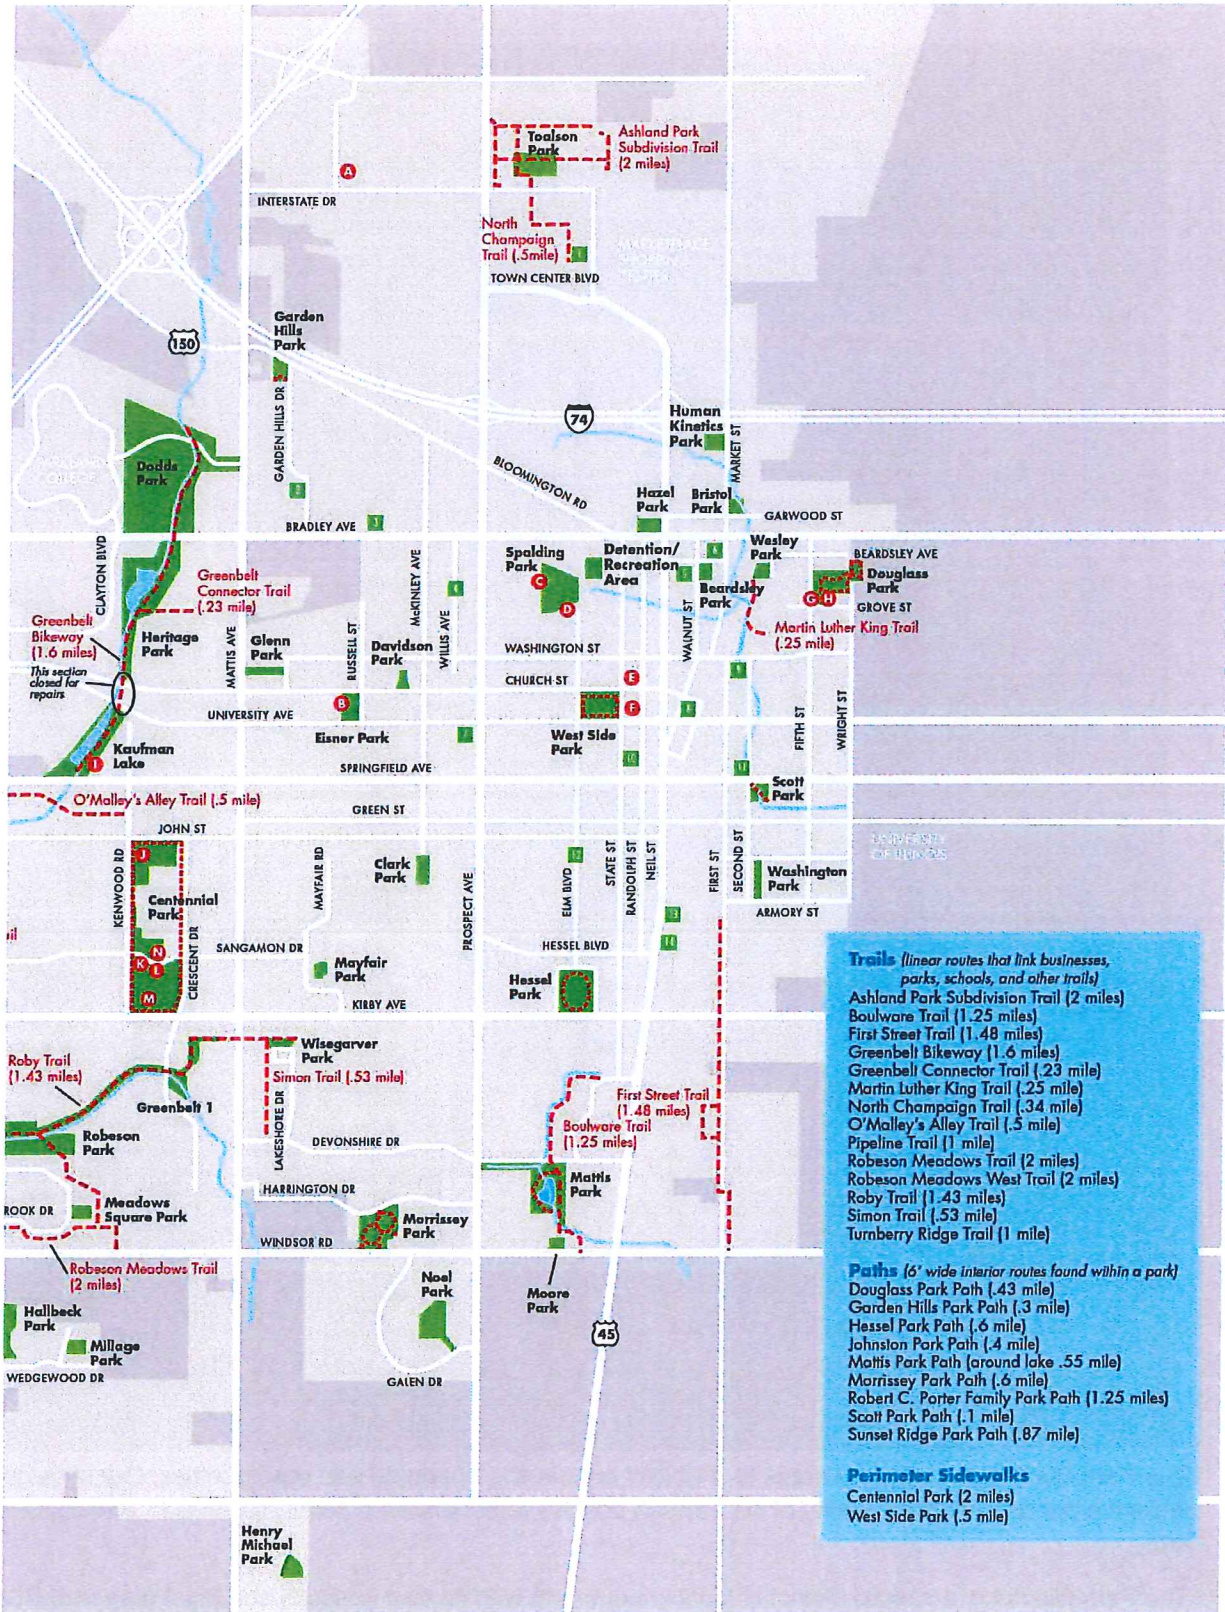 Toalson
Park
Ashland Park
Subdivision Trail
(2 miles)
A
INTERSTATE DR
North
Champaign
Trail (.5mile)
1
TOWN CENTER BLVD
Garden
Hills
Park
150
GARDEN HILLS DR
74
Human
Kinetics
Park
MARKET ST
Dodds
Park
BLOOMINGTON RD
Hazel
Park
Bristol
Park
GARWOOD ST
BRADLEY AVE
3
CLAYTON BLVD
Spalding
Park
C
D
Detention/
Recreation
Area
Wesley
Park
BEARDSLEY AVE
Douglass
Park
G H
GROVE ST
Beardsley
Park
5
6
Greenbelt
Connector Trail
(.23 mile)
McKINLEY AVE
WILLIS AVE
WALNUT ST
Martin Luther King Trail
(.25 mile)
Greenbelt
Bikeway
(1.6 miles)
Heritage
Park
MATTIS AVE
Glenn
Park
RUSSELL ST
Davidson
Park
WASHINGTON ST
This section
closed for
repairs
CHURCH ST
E
F
B
UNIVERSITY AVE
Eisner Park
7
West Side
Park
8
9
FIFTH ST
WRIGHT ST
Kaufman
Lake
I
SPRINGFIELD AVE
10
11
Scott
Park
O'Malley's Alley Trail (.5 mile)
GREEN ST
JOHN ST
UNIVERSITY
OF ILLINOIS
J
KENWOOD RD
Centennial
Park
CRESCENT DR
MAYFAIR RD
Clark
Park
PROSPECT AVE
12
ELM BLVD
STATE ST
RANDOLPH ST
NEIL ST
FIRST ST
SECOND ST
Washington
Park
ARMORY ST
13
14
K
L
N
M
SANGAMON DR
HESSEL BLVD
Mayfair
Park
KIRBY AVE
Hessel
Park
Roby Trail
(1.43 miles)
Wisegarver
Park
Simon Trail (.53 mile)
Greenbelt 1
LAKESHORE DR
First Street Trail
(1.48 miles)
Boulware Trail
(1.25 miles)
Robeson
Park
DEVONSHIRE DR
HARRINGTON DR
Mattis
Park
ROOK DR
Meadows
Square Park
Morrissey
Park
WINDSOR RD
Robeson Meadows Trail
(2 miles)
Noel
Park
Moore
Park
45
Hallbeck
Park
Millage
Park
WEDGEWOOD DR
GALEN DR
Henry
Michael
Park
Trails (linear routes that link businesses,
parks, schools, and other trails)
Ashland Park Subdivision Trail (2 miles)
Boulware Trail (1.25 miles)
First Street Trail (1.48 miles)
Greenbelt Bikeway (1.6 miles)
Greenbelt Connector Trail (.23 mile)
Martin Luther King Trail (.25 mile)
North Champaign Trail (.34 mile)
O'Malley's Alley Trail (.5 mile)
Pipeline Trail (1 mile)
Robeson Meadows Trail (2 miles)
Robeson Meadows West Trail (2 miles)
Roby Trail (1.43 miles)
Simon Trail (.53 mile)
Turnberry Ridge Trail (1 mile)
Paths (6' wide interior routes found within a park)
Douglass Park Path (.43 mile)
Garden Hills Park Path (.3 mile)
Hessel Park Path (.6 mile)
Johnston Park Path (.4 mile)
Mattis Park Path (around lake .55 mile)
Morrissey Park Path (.6 mile)
Robert C. Porter Family Park Path (1.25 miles)
Scott Park Path (.1 mile)
Sunset Ridge Park Path (.87 mile)
Perimeter Sidewalks
Centennial Park (2 miles)
West Side Park (.5 mile)